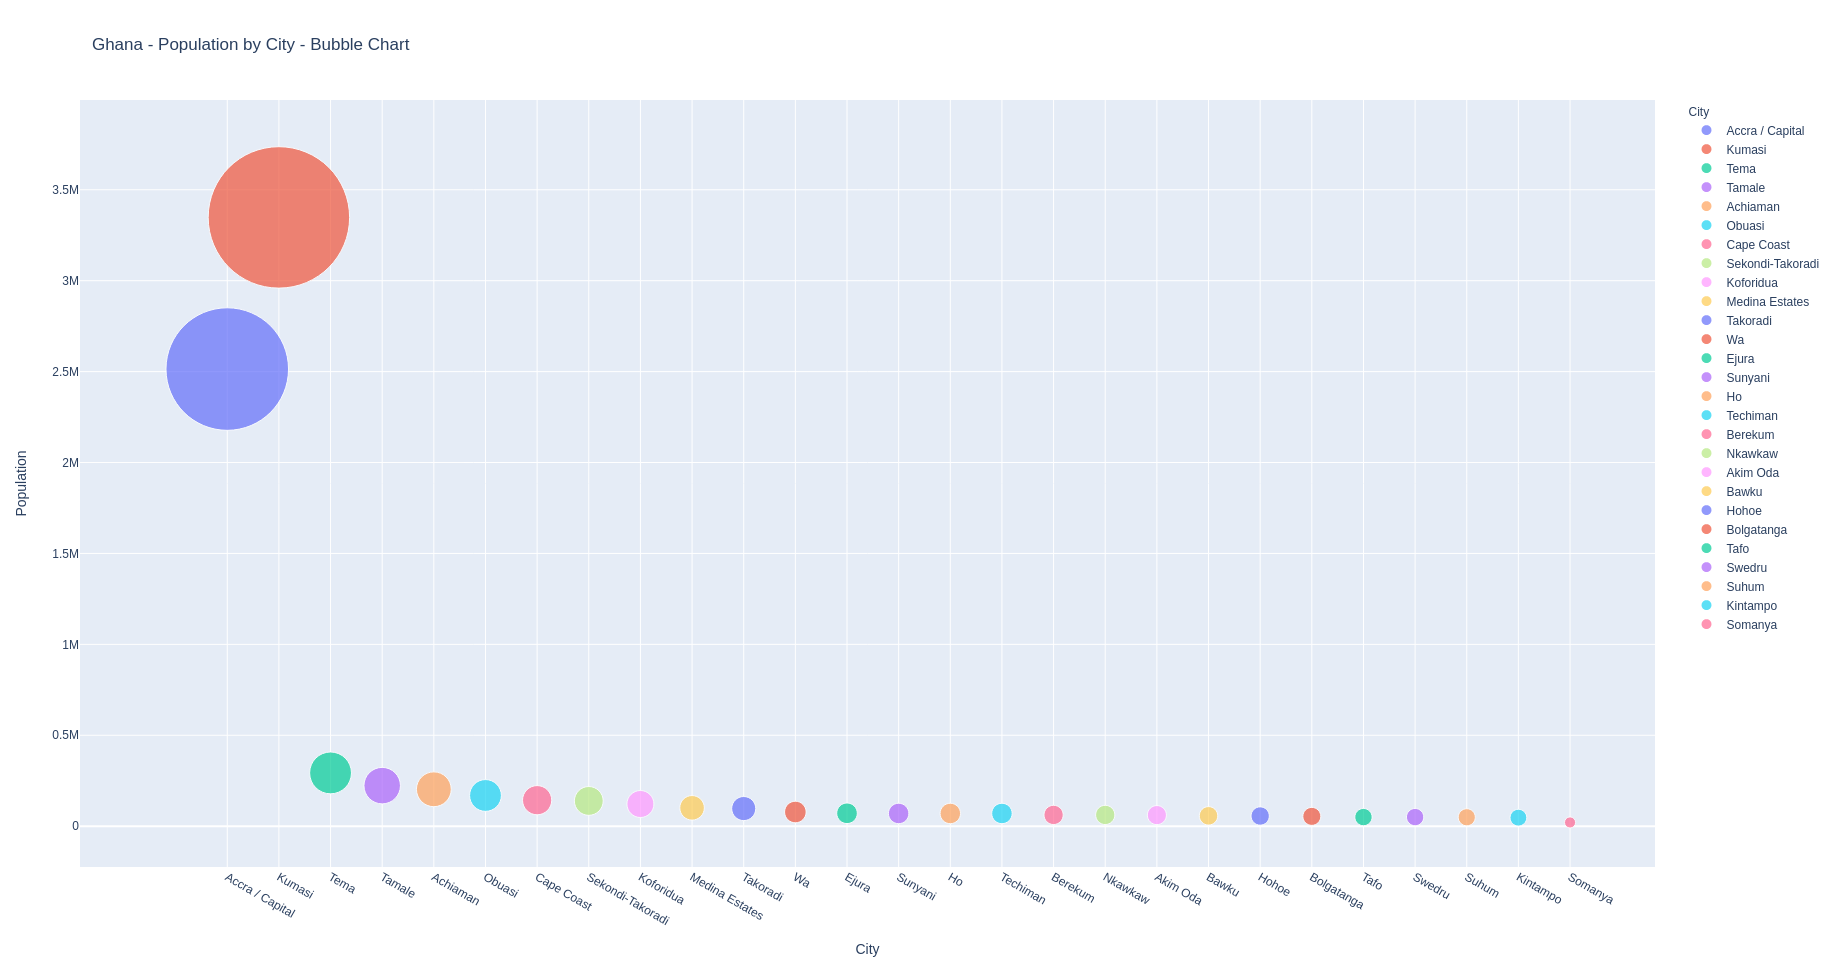 Ghana - Population by City - Bubble Chart
Population
3.5M
3M
2.5M
2M
1.5M
1M
0.5M
0
Accra / Capital
Kumasi
Tema
Tamale
Achiaman
Obuasi
Cape Coast
Sekondi-Takoradi
Koforidua
Medina Estates
Takoradi
Wa
Ejura
Sunyani
Ho
Techiman
Berekum
Nkawkaw
Akim Oda
Bawku
Hohoe
Bolgatanga
Tafo
Swedru
Suhum
Kintampo
Somanya
City
City
Accra / Capital
Kumasi
Tema
Tamale
Achiaman
Obuasi
Cape Coast
Sekondi-Takoradi
Koforidua
Medina Estates
Takoradi
Wa
Ejura
Sunyani
Ho
Techiman
Berekum
Nkawkaw
Akim Oda
Bawku
Hohoe
Bolgatanga
Tafo
Swedru
Suhum
Kintampo
Somanya